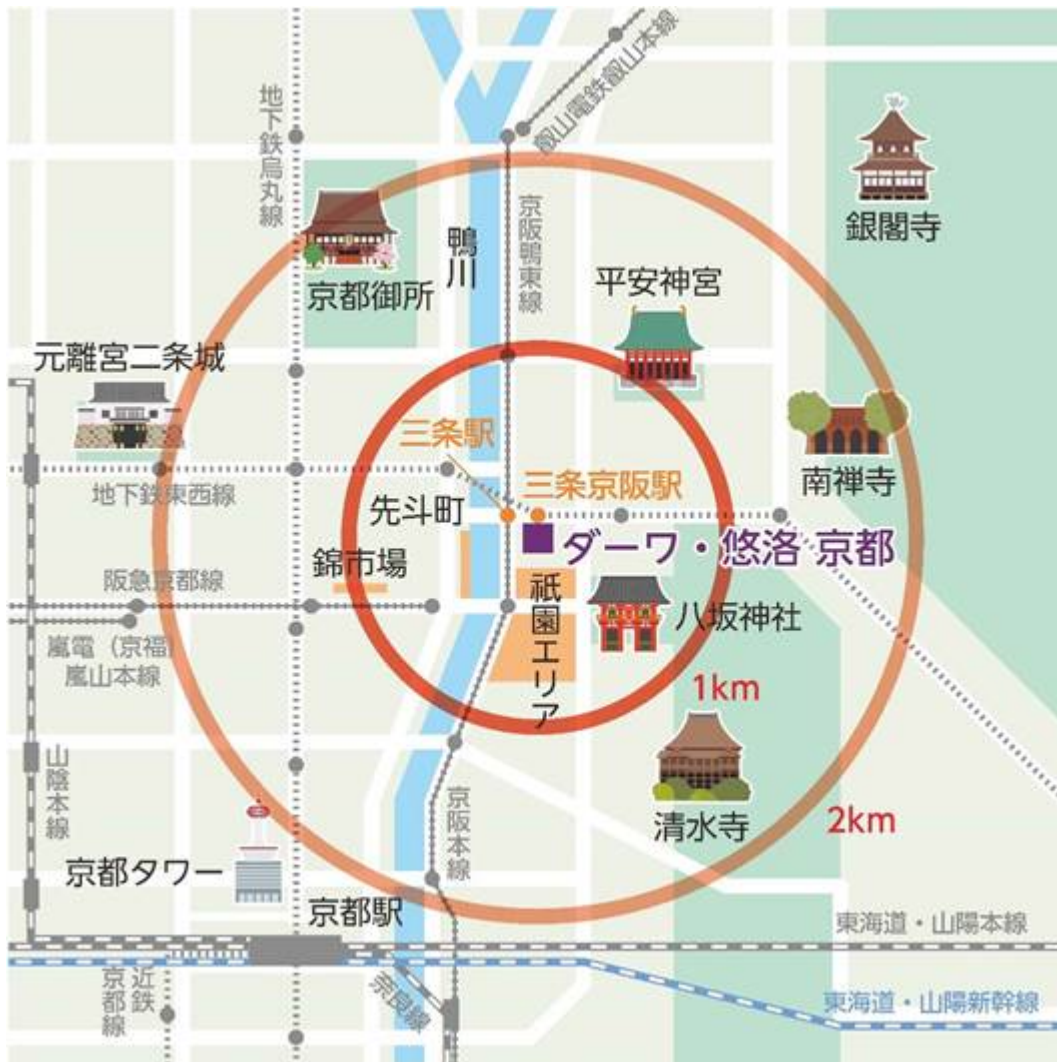 叡山電鉄叡山本線
地下鉄烏丸線
銀閣寺
京阪鴨東線
鴨川
京都御所
平安神宮
元離宮二条城
三条駅
南禅寺
地下鉄東西線
先斗町
三条京阪駅
ダーワ・悠洛 京都
錦市場
阪急京都線
祇園エリア
八坂神社
嵐電（京福）
嵐山本線
1km
山陰本線
京阪本線
清水寺
2km
京都タワー
京都駅
東海道・山陽本線
近鉄
京都線
奈良線
東海道・山陽新幹線